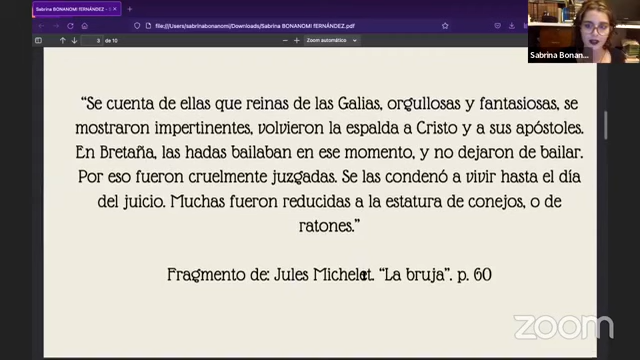 Sabrina BONANOMI fERNÁNDEZ.pdf
file:///Users/sabrinabonanomi/Downloads/Sabrina BONANOMI fERNÁNDEZ.pdf
3 de 10
Zoom automático
Sabrina Bonan...
“Se cuenta de ellas que reinas de las Galias, orgullosas y fantasiosas, se
mostraron impertinentes, volvieron la espalda a Cristo y a sus apóstoles.
En Bretaña, las hadas bailaban en ese momento, y no dejaron de bailar.
Por eso fueron cruelmente juzgadas. Se las condenó a vivir hasta el día
del juicio. Muchas fueron reducidas a la estatura de conejos, o de
ratones.”
Fragmento de: Jules Michelet. “La bruja”. p. 60
zoom